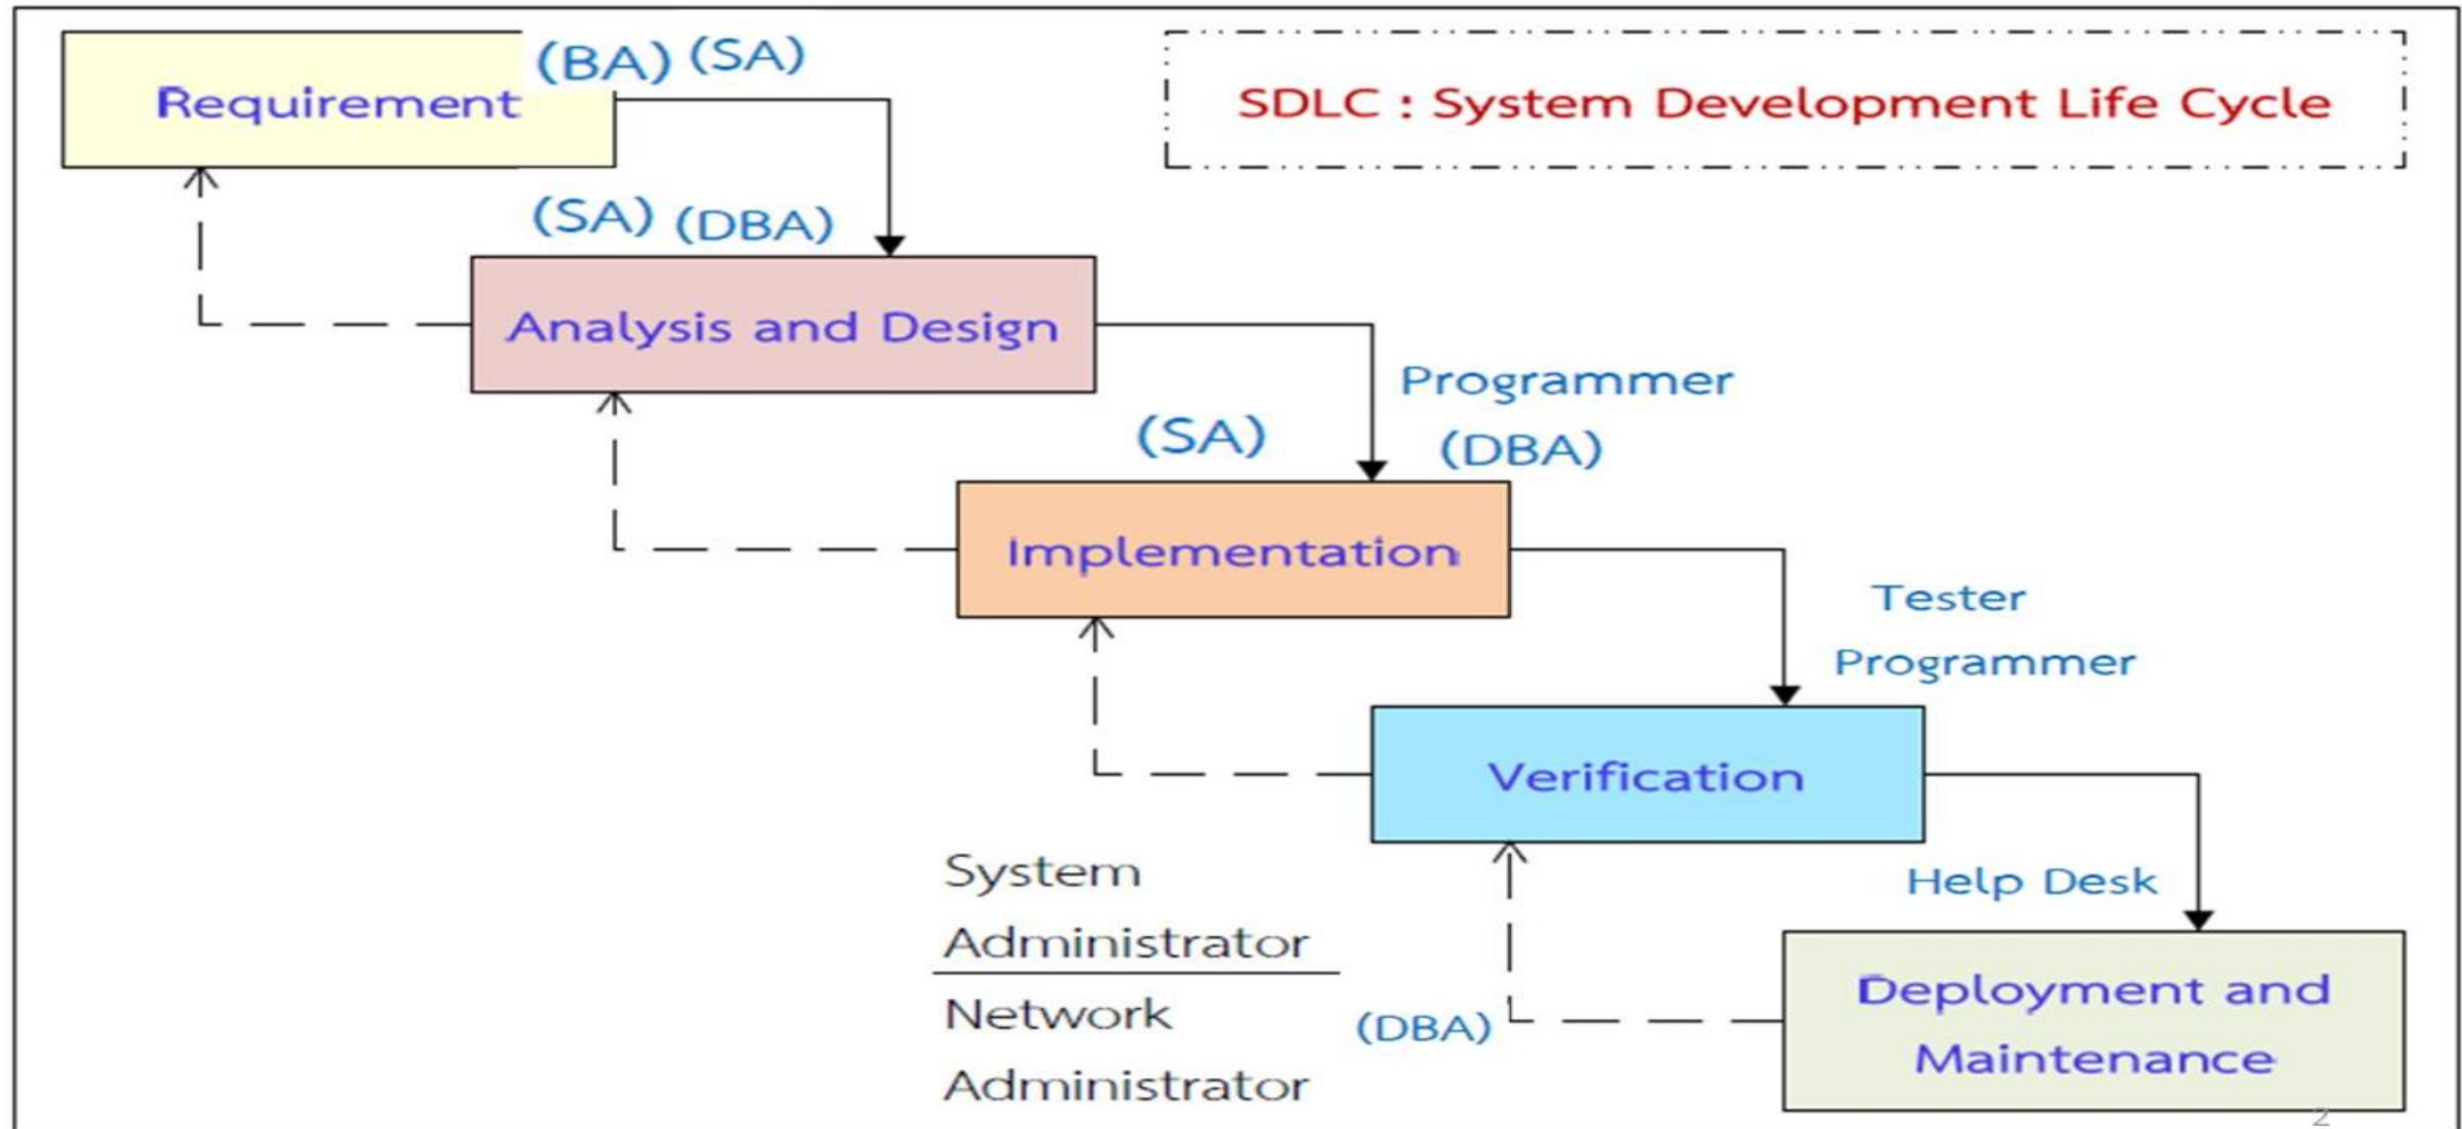 (BA) (SA)
Requirement
SDLC : System Development Life Cycle
(SA) (DBA)
Analysis and Design
Programmer
(SA) (DBA)
Implementation
Tester
Programmer
Verification
System
Administrator
Network
Administrator
(DBA)
Help Desk
Deployment and
Maintenance
2